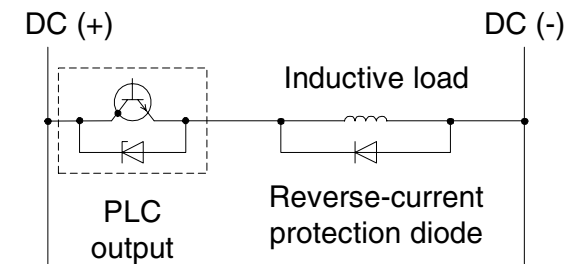 DC (+)
DC (-)
Inductive load
PLC
output
Reverse-current
protection diode